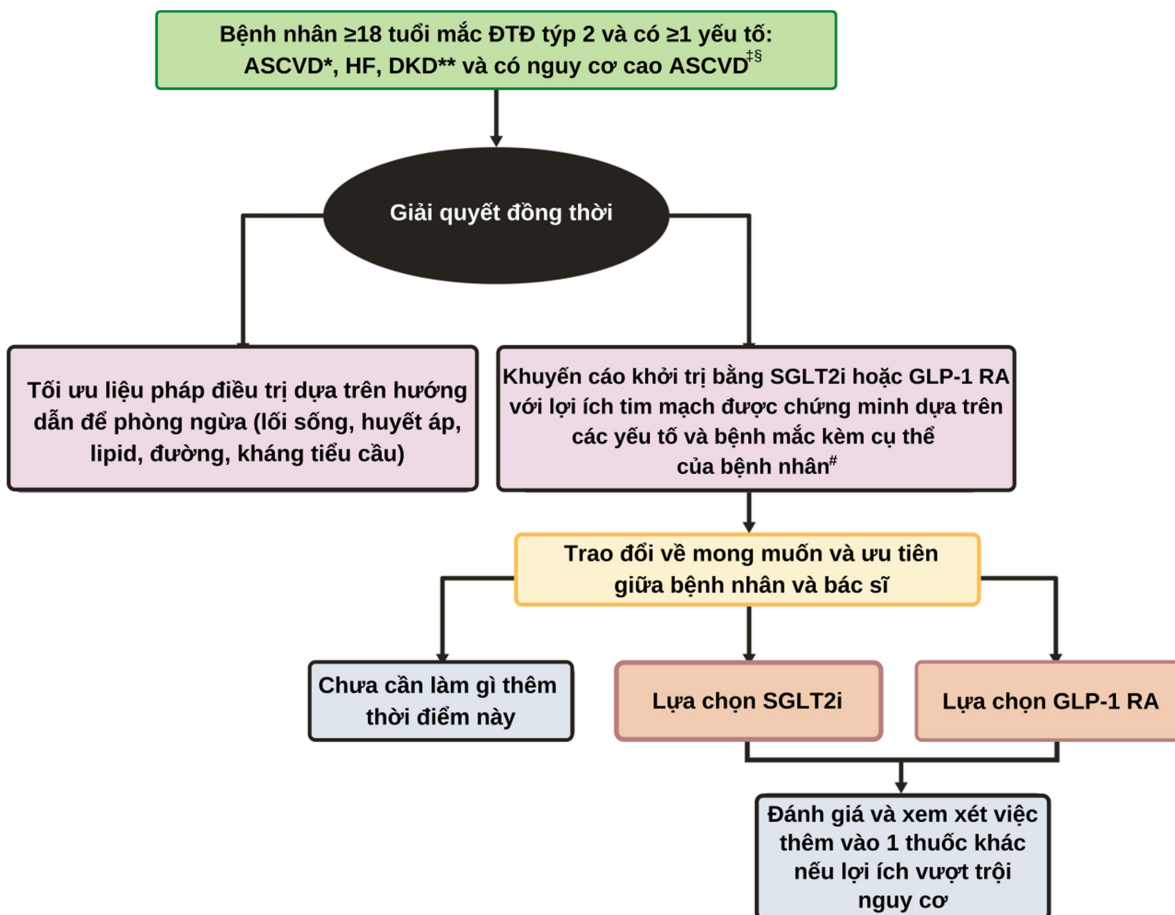 Bệnh nhân ≥18 tuổi mắc ĐTĐ týp 2 và có ≥1 yếu tố:
ASCVD*, HF, DKD** và có nguy cơ cao ASCVD‡§
Giải quyết đồng thời
Tối ưu liệu pháp điều trị dựa trên hướng
dẫn để phòng ngừa (lối sống, huyết áp,
lipid, đường, kháng tiểu cầu)
Khuyến cáo khởi trị bằng SGLT2i hoặc GLP-1 RA
với lợi ích tim mạch được chứng minh dựa trên
các yếu tố và bệnh mắc kèm cụ thể
của bệnh nhân#
Trao đổi về mong muốn và ưu tiên
giữa bệnh nhân và bác sĩ
Chưa cần làm gì thêm
thời điểm này
Lựa chọn SGLT2i
Lựa chọn GLP-1 RA
Đánh giá và xem xét việc
thêm vào 1 thuốc khác
nếu lợi ích vượt trội
nguy cơ